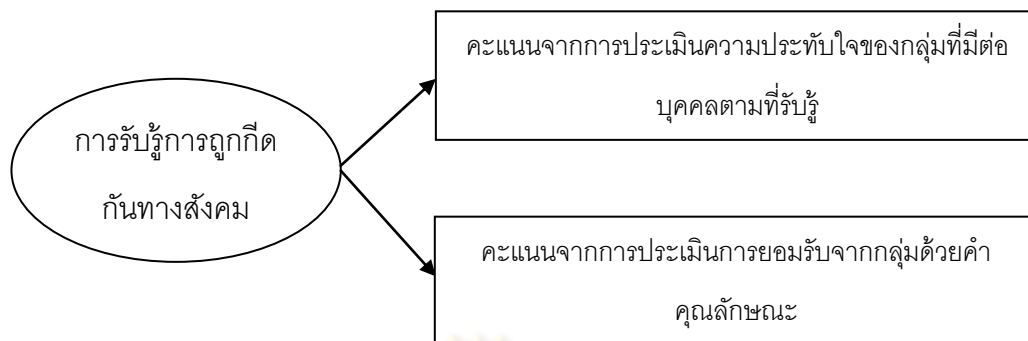 คะแนนจากการประเมินความประทับใจของกลุ่มที่มีต่อ
บุคคลตามที่รับรู้
การรับรู้การถูกกีด
กันทางสังคม
คะแนนจากการประเมินการยอมรับจากกลุ่มด้วยคำ
คุณลักษณะ